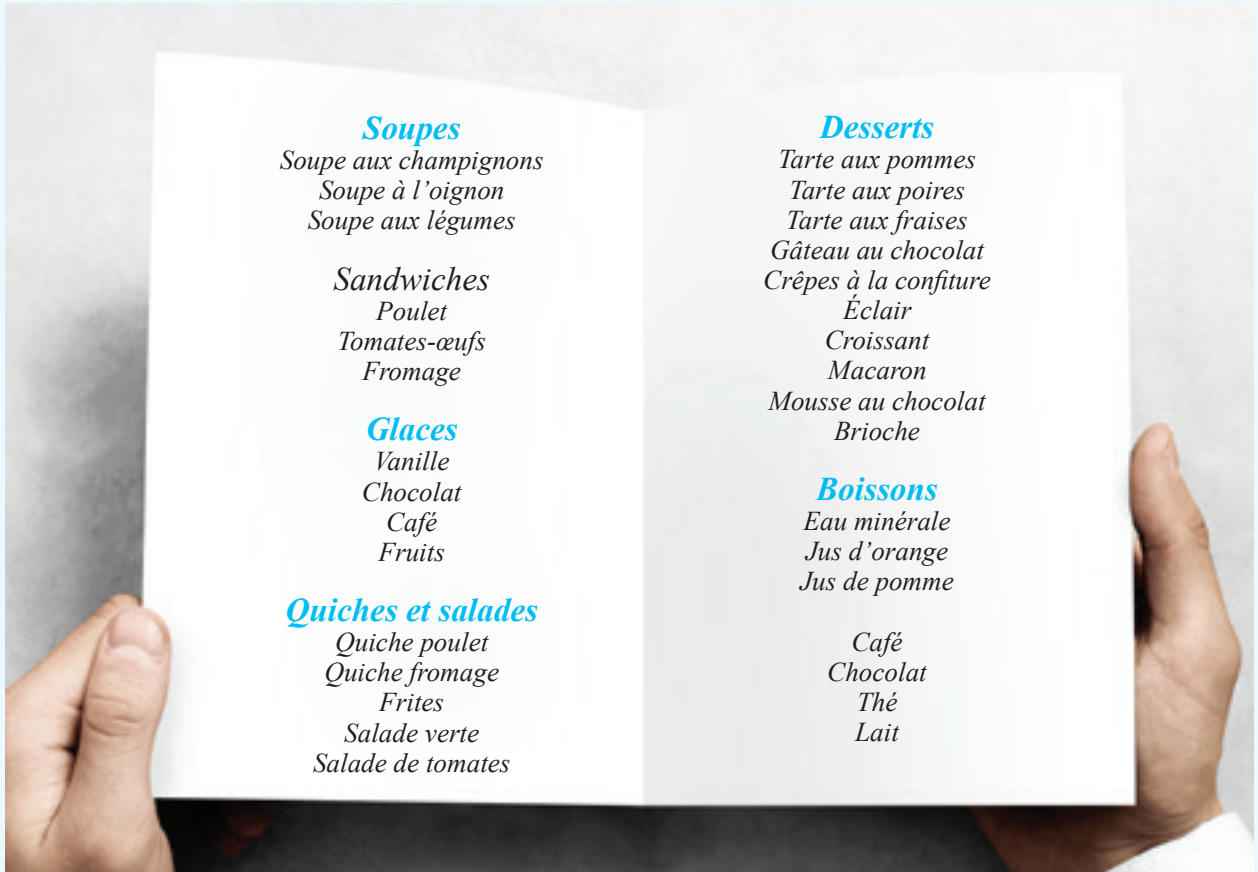 Soupes
Soupe aux champignons
Soupe à l’oignon
Soupe aux légumes
Sandwiches
Poulet
Tomates-œufs
Fromage
Glaces
Vanille
Chocolat
Café
Fruits
Quiches et salades
Quiche poulet
Quiche fromage
Frites
Salade verte
Salade de tomates
Desserts
Tarte aux pommes
Tarte aux poires
Tarte aux fraises
Gâteau au chocolat
Crêpes à la confiture
Éclair
Croissant
Macaron
Mousse au chocolat
Brioche
Boissons
Eau minérale
Jus d’orange
Jus de pomme
Café
Chocolat
Thé
Lait